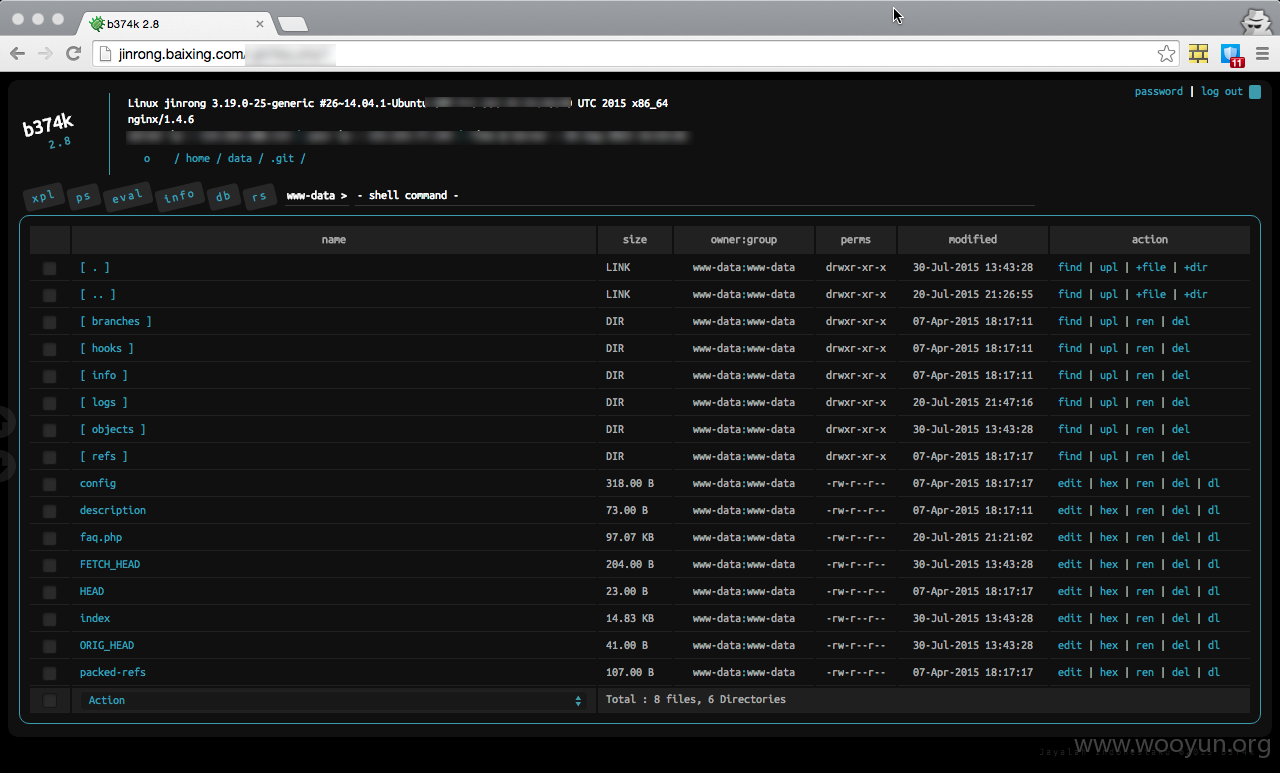 b374k 2.8
jinrong.baixing.com/
11
b374k
2.8
Linux jinrong 3.19.0-25-generic #26~14.04.1-Ubuntu UTC 2015 x86_64
nginx/1.4.6
password | log out
o / home / data / .git /
xpl ps eval info db rs www-data > - shell command -
name size owner:group perms modified action
[ . ] LINK www-data:www-data drwxr-xr-x 30-Jul-2015 13:43:28 find | upl | +file | +dir
[ .. ] LINK www-data:www-data drwxr-xr-x 20-Jul-2015 21:26:55 find | upl | +file | +dir
[ branches ] DIR www-data:www-data drwxr-xr-x 07-Apr-2015 18:17:11 find | upl | ren | del
[ hooks ] DIR www-data:www-data drwxr-xr-x 07-Apr-2015 18:17:11 find | upl | ren | del
[ info ] DIR www-data:www-data drwxr-xr-x 07-Apr-2015 18:17:11 find | upl | ren | del
[ logs ] DIR www-data:www-data drwxr-xr-x 20-Jul-2015 21:47:16 find | upl | ren | del
[ objects ] DIR www-data:www-data drwxr-xr-x 30-Jul-2015 13:43:28 find | upl | ren | del
[ refs ] DIR www-data:www-data drwxr-xr-x 07-Apr-2015 18:17:17 find | upl | ren | del
config 318.00 B www-data:www-data -rw-r--r-- 07-Apr-2015 18:17:17 edit | hex | ren | del | dl
description 73.00 B www-data:www-data -rw-r--r-- 07-Apr-2015 18:17:11 edit | hex | ren | del | dl
faq.php 97.07 KB www-data:www-data -rw-r--r-- 20-Jul-2015 21:21:02 edit | hex | ren | del | dl
FETCH_HEAD 204.00 B www-data:www-data -rw-r--r-- 30-Jul-2015 13:43:28 edit | hex | ren | del | dl
HEAD 23.00 B www-data:www-data -rw-r--r-- 07-Apr-2015 18:17:17 edit | hex | ren | del | dl
index 14.83 KB www-data:www-data -rw-r--r-- 30-Jul-2015 13:43:28 edit | hex | ren | del | dl
ORIG_HEAD 41.00 B www-data:www-data -rw-r--r-- 30-Jul-2015 13:43:28 edit | hex | ren | del | dl
packed-refs 107.00 B www-data:www-data -rw-r--r-- 07-Apr-2015 18:17:17 edit | hex | ren | del | dl
Action Total : 8 files, 6 Directories
www.wooyun.org